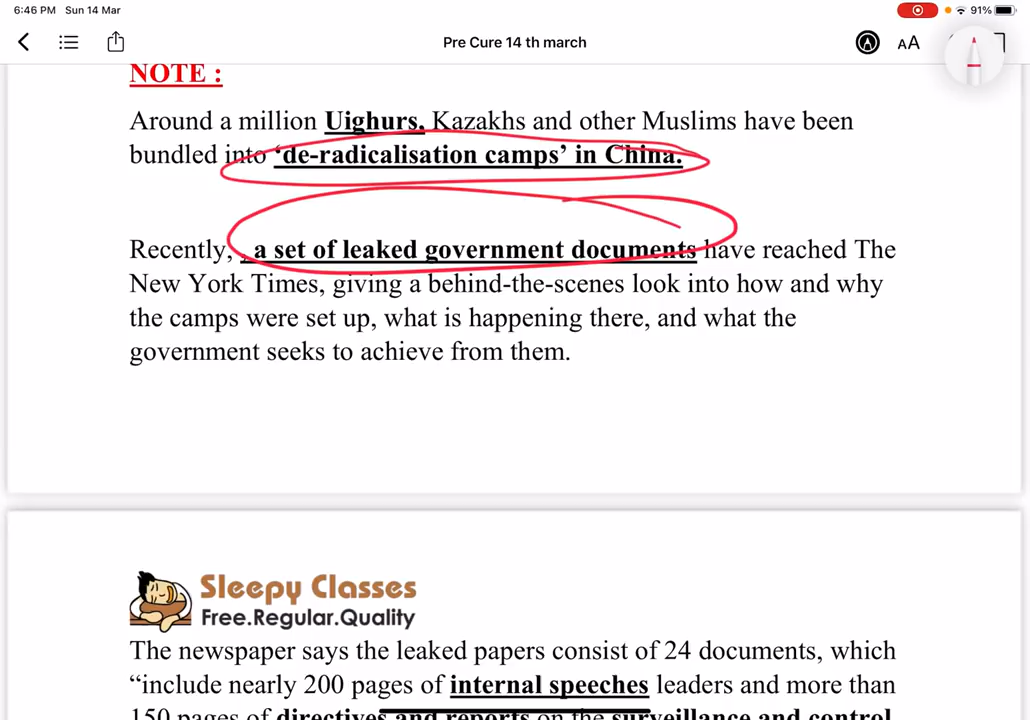 6:46 PM Sun 14 Mar 91%
Pre Cure 14 th march AA
NOTE :
Around a million Uighurs, Kazakhs and other Muslims have been
bundled into ‘de-radicalisation camps’ in China.
Recently, a set of leaked government documents have reached The
New York Times, giving a behind-the-scenes look into how and why
the camps were set up, what is happening there, and what the
government seeks to achieve from them.
Sleepy Classes
Free.Regular.Quality
The newspaper says the leaked papers consist of 24 documents, which
“include nearly 200 pages of internal speeches leaders and more than
150 pages of directives and reports on the surveillance and control